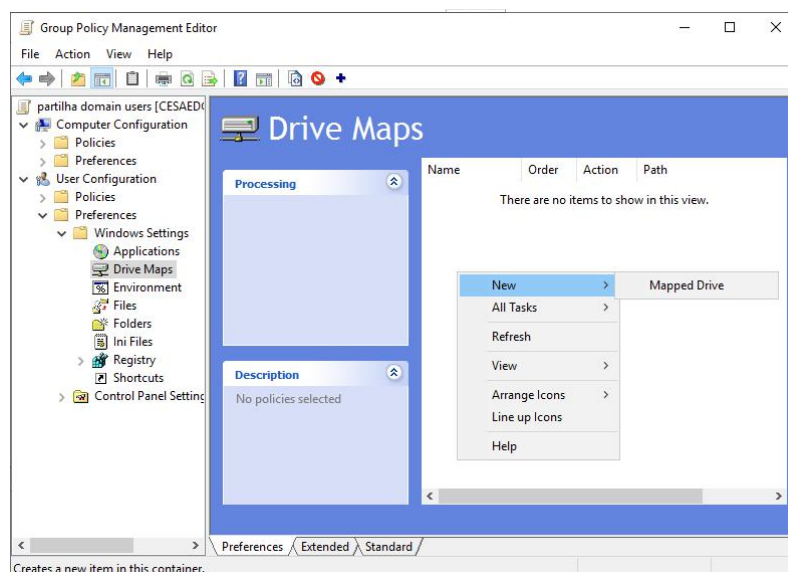 Group Policy Management Editor
File Action View Help
partilha domain users [CESAED
Computer Configuration
Policies
Preferences
User Configuration
Policies
Preferences
Windows Settings
Applications
Drive Maps
Environment
Files
Folders
Ini Files
Registry
Shortcuts
Control Panel Setting
Drive Maps
Processing
Description
No policies selected
Name Order Action Path
There are no items to show in this view.
New
Mapped Drive
All Tasks
Refresh
View
Arrange Icons
Line up Icons
Help
Preferences Extended Standard
Creates a new item in this container.